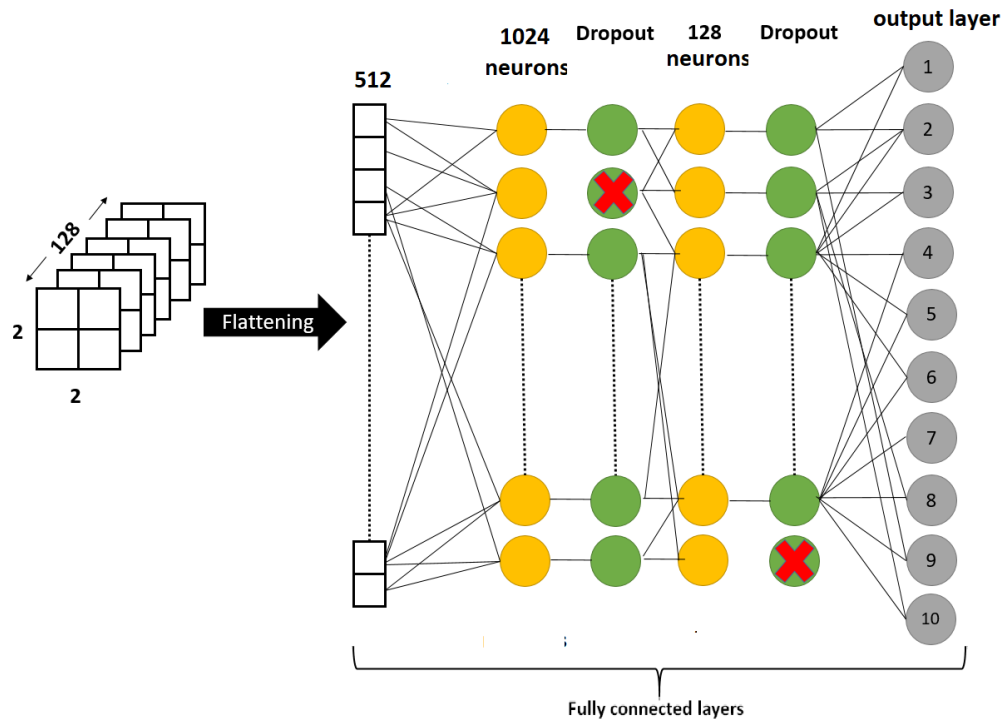 output layer
1024
neurons
Dropout
128
neurons
Dropout
512
128
2
2
Flattening
1
2
3
4
5
6
7
8
9
10
Fully connected layers